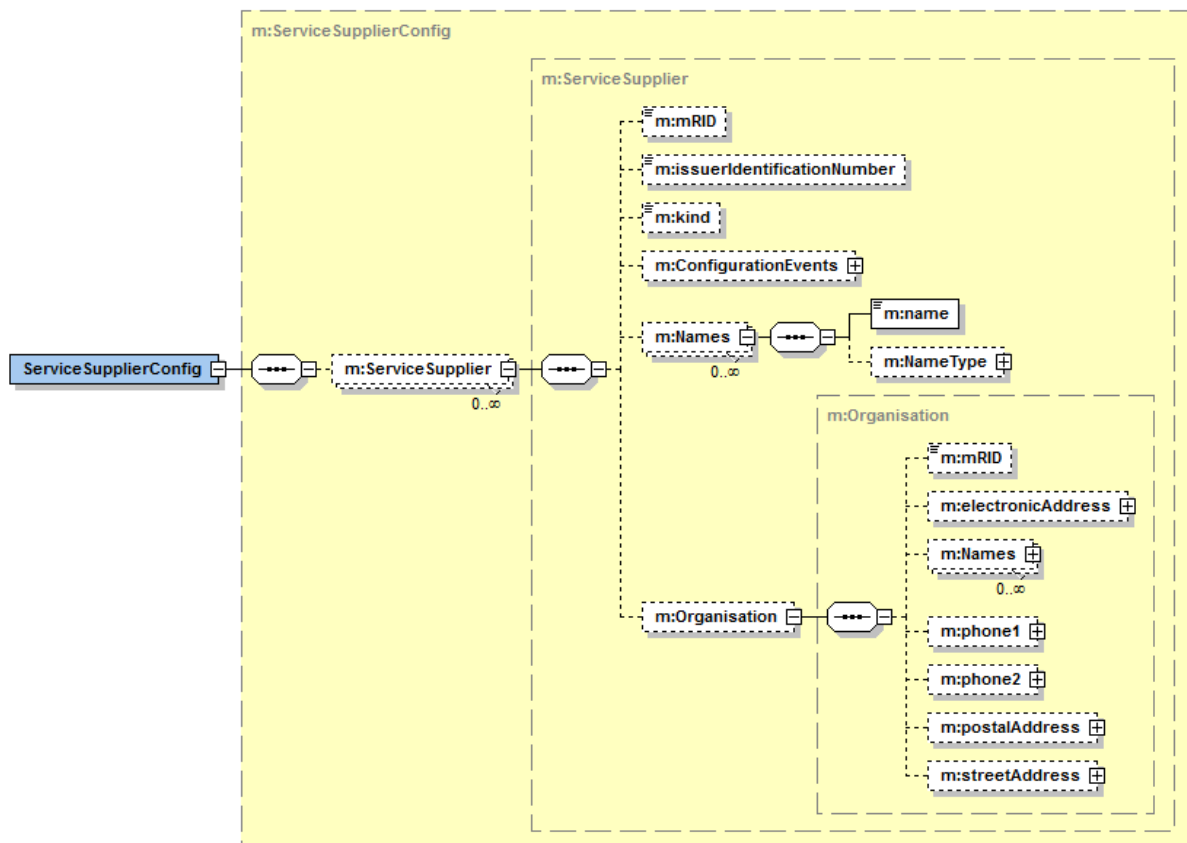 m:ServiceSupplierConfig
m:ServiceSupplier
m:mRID
m:issuerIdentificationNumber
m:kind
m:ConfigurationEvents
m:Names
0..∞
m:name
m:NameType
ServiceSupplierConfig
m:ServiceSupplier
0..∞
m:Organisation
m:Organisation
m:mRID
m:electronicAddress
m:Names
0..∞
m:phone1
m:phone2
m:postalAddress
m:streetAddress